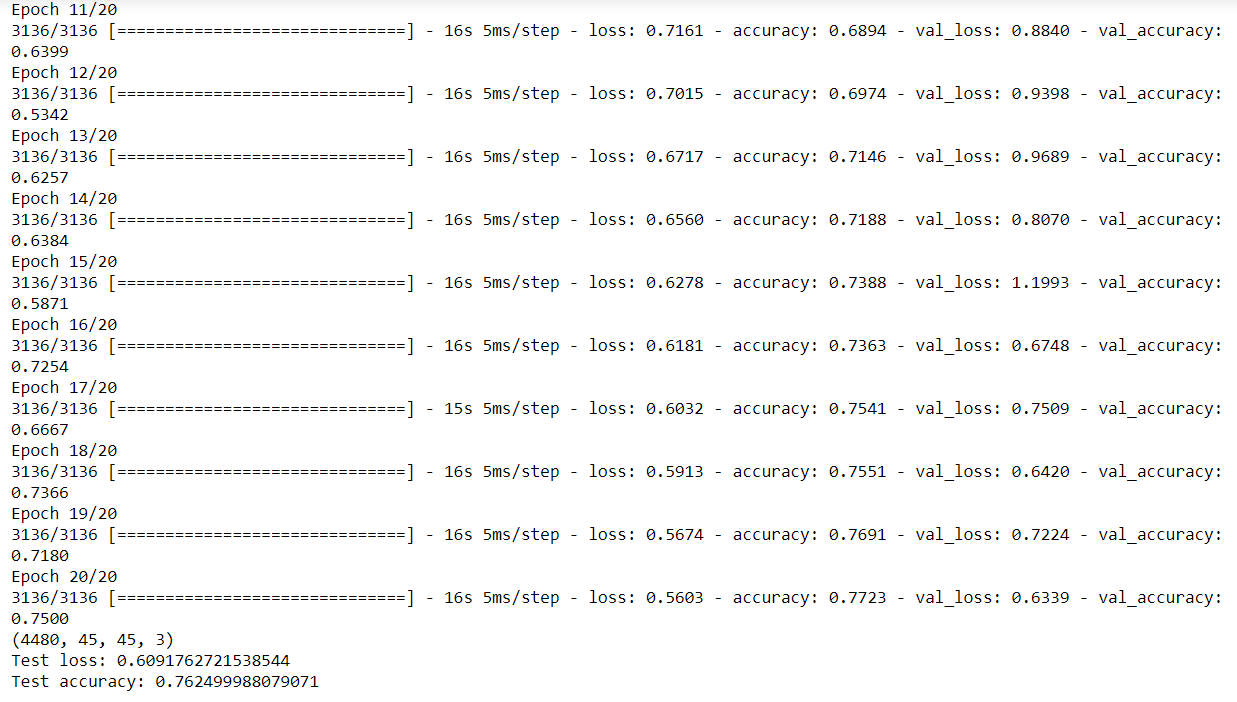 Epoch 11/20
3136/3136 [==============================] - 16s 5ms/step - loss: 0.7161 - accuracy: 0.6894 - val_loss: 0.8840 - val_accuracy:
0.6399
Epoch 12/20
3136/3136 [==============================] - 16s 5ms/step - loss: 0.7015 - accuracy: 0.6974 - val_loss: 0.9398 - val_accuracy:
0.5342
Epoch 13/20
3136/3136 [==============================] - 16s 5ms/step - loss: 0.6717 - accuracy: 0.7146 - val_loss: 0.9689 - val_accuracy:
0.6257
Epoch 14/20
3136/3136 [==============================] - 16s 5ms/step - loss: 0.6560 - accuracy: 0.7188 - val_loss: 0.8070 - val_accuracy:
0.6384
Epoch 15/20
3136/3136 [==============================] - 16s 5ms/step - loss: 0.6278 - accuracy: 0.7388 - val_loss: 1.1993 - val_accuracy:
0.5871
Epoch 16/20
3136/3136 [==============================] - 16s 5ms/step - loss: 0.6181 - accuracy: 0.7363 - val_loss: 0.6748 - val_accuracy:
0.7254
Epoch 17/20
3136/3136 [==============================] - 15s 5ms/step - loss: 0.6032 - accuracy: 0.7541 - val_loss: 0.7509 - val_accuracy:
0.6667
Epoch 18/20
3136/3136 [==============================] - 16s 5ms/step - loss: 0.5913 - accuracy: 0.7551 - val_loss: 0.6420 - val_accuracy:
0.7366
Epoch 19/20
3136/3136 [==============================] - 16s 5ms/step - loss: 0.5674 - accuracy: 0.7691 - val_loss: 0.7224 - val_accuracy:
0.7180
Epoch 20/20
3136/3136 [==============================] - 16s 5ms/step - loss: 0.5603 - accuracy: 0.7723 - val_loss: 0.6339 - val_accuracy:
0.7500
(4480, 45, 45, 3)
Test loss: 0.6091762721538544
Test accuracy: 0.762499988079071